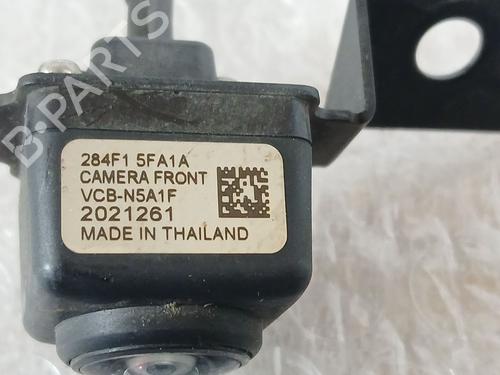 B-PARTS
284F1 5FA1A
CAMERA FRONT
VCB-N5A1F
2021261
MADE IN THAILAND